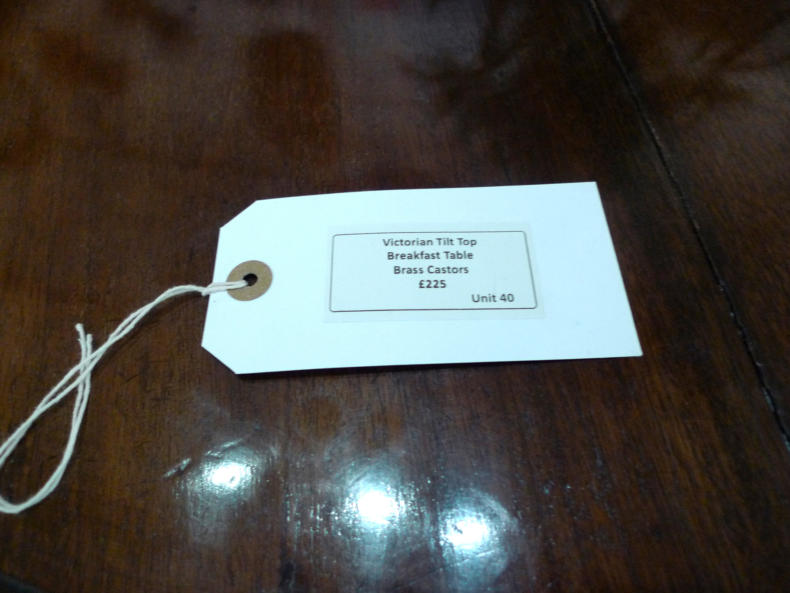 Victorian Tilt Top
Breakfast Table
Brass Castors
£225
Unit 40